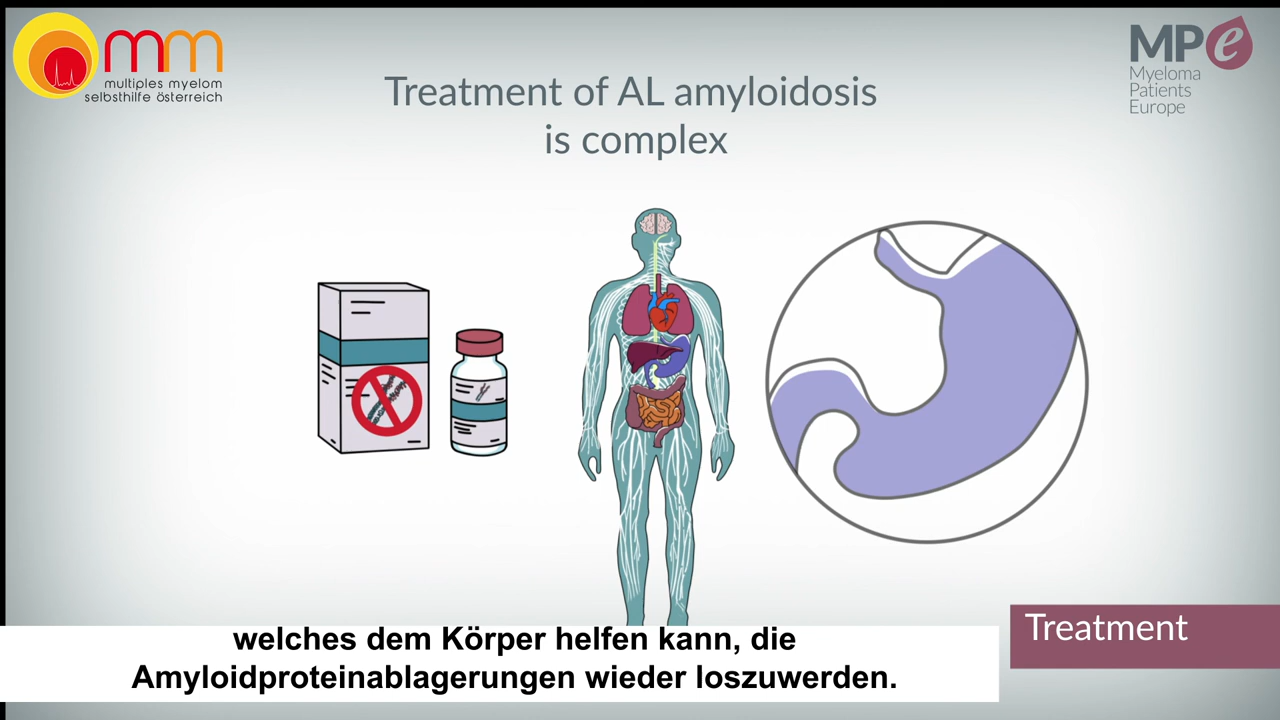 mm
multiples myelom
selbsthilfe österreich
MPe
Myeloma
Patients
Europe
Treatment of AL amyloidosis
is complex
Treatment
welches dem Körper helfen kann, die
Amyloidproteinablagerungen wieder loszuwerden.